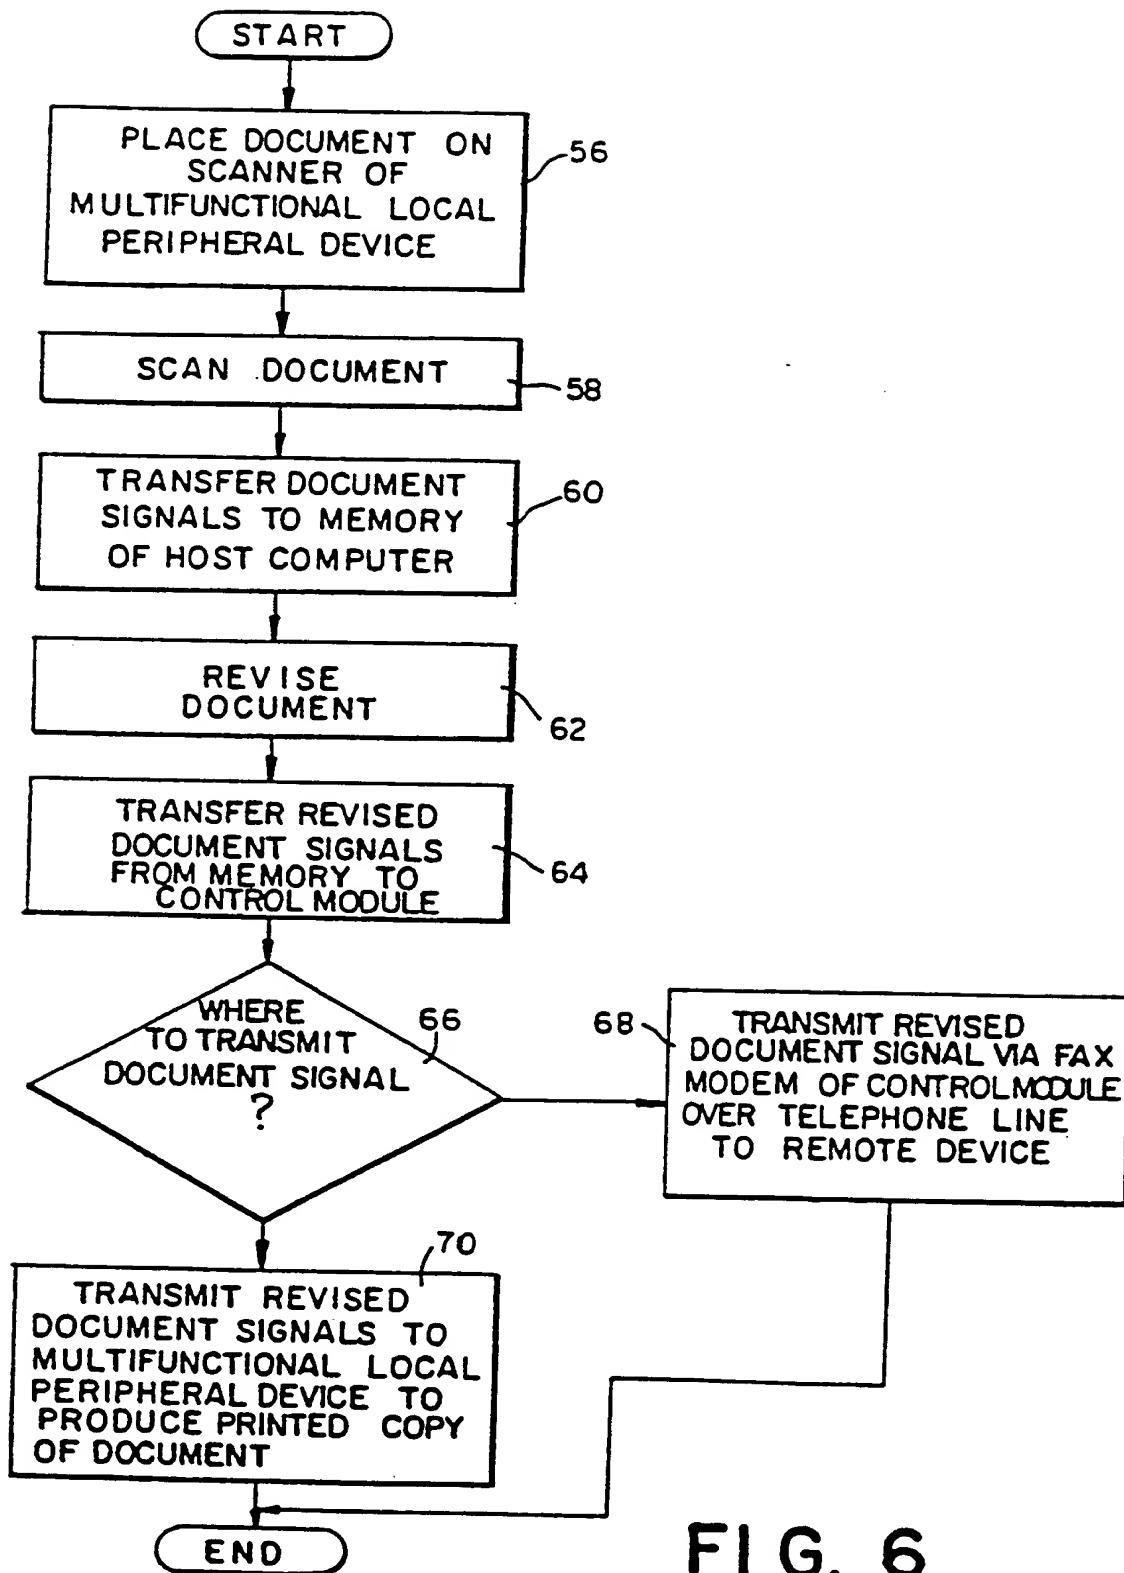 START
PLACE DOCUMENT ON
SCANNER OF
MULTIFUNCTIONAL LOCAL
PERIPHERAL DEVICE
56
SCAN DOCUMENT
58
TRANSFER DOCUMENT
SIGNALS TO MEMORY
OF HOST COMPUTER
60
REVISE
DOCUMENT
62
TRANSFER REVISED
DOCUMENT SIGNALS
FROM MEMORY TO
CONTROL MODULE
64
WHERE
TO TRANSMIT
DOCUMENT SIGNAL
?
66
68
TRANSMIT REVISED
DOCUMENT SIGNAL VIA FAX
MODEM OF CONTROL MODULE
OVER TELEPHONE LINE
TO REMOTE DEVICE
70
TRANSMIT REVISED
DOCUMENT SIGNALS TO
MULTIFUNCTIONAL LOCAL
PERIPHERAL DEVICE TO
PRODUCE PRINTED COPY
OF DOCUMENT
END
FIG. 6